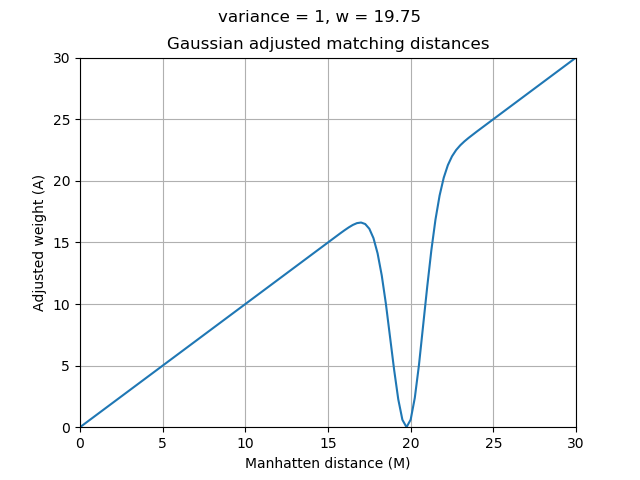 variance = 1, w = 19.75
Gaussian adjusted matching distances
30
25
20
15
10
5
0
Adjusted weight (A)
0 5 10 15 20 25 30
Manhatten distance (M)